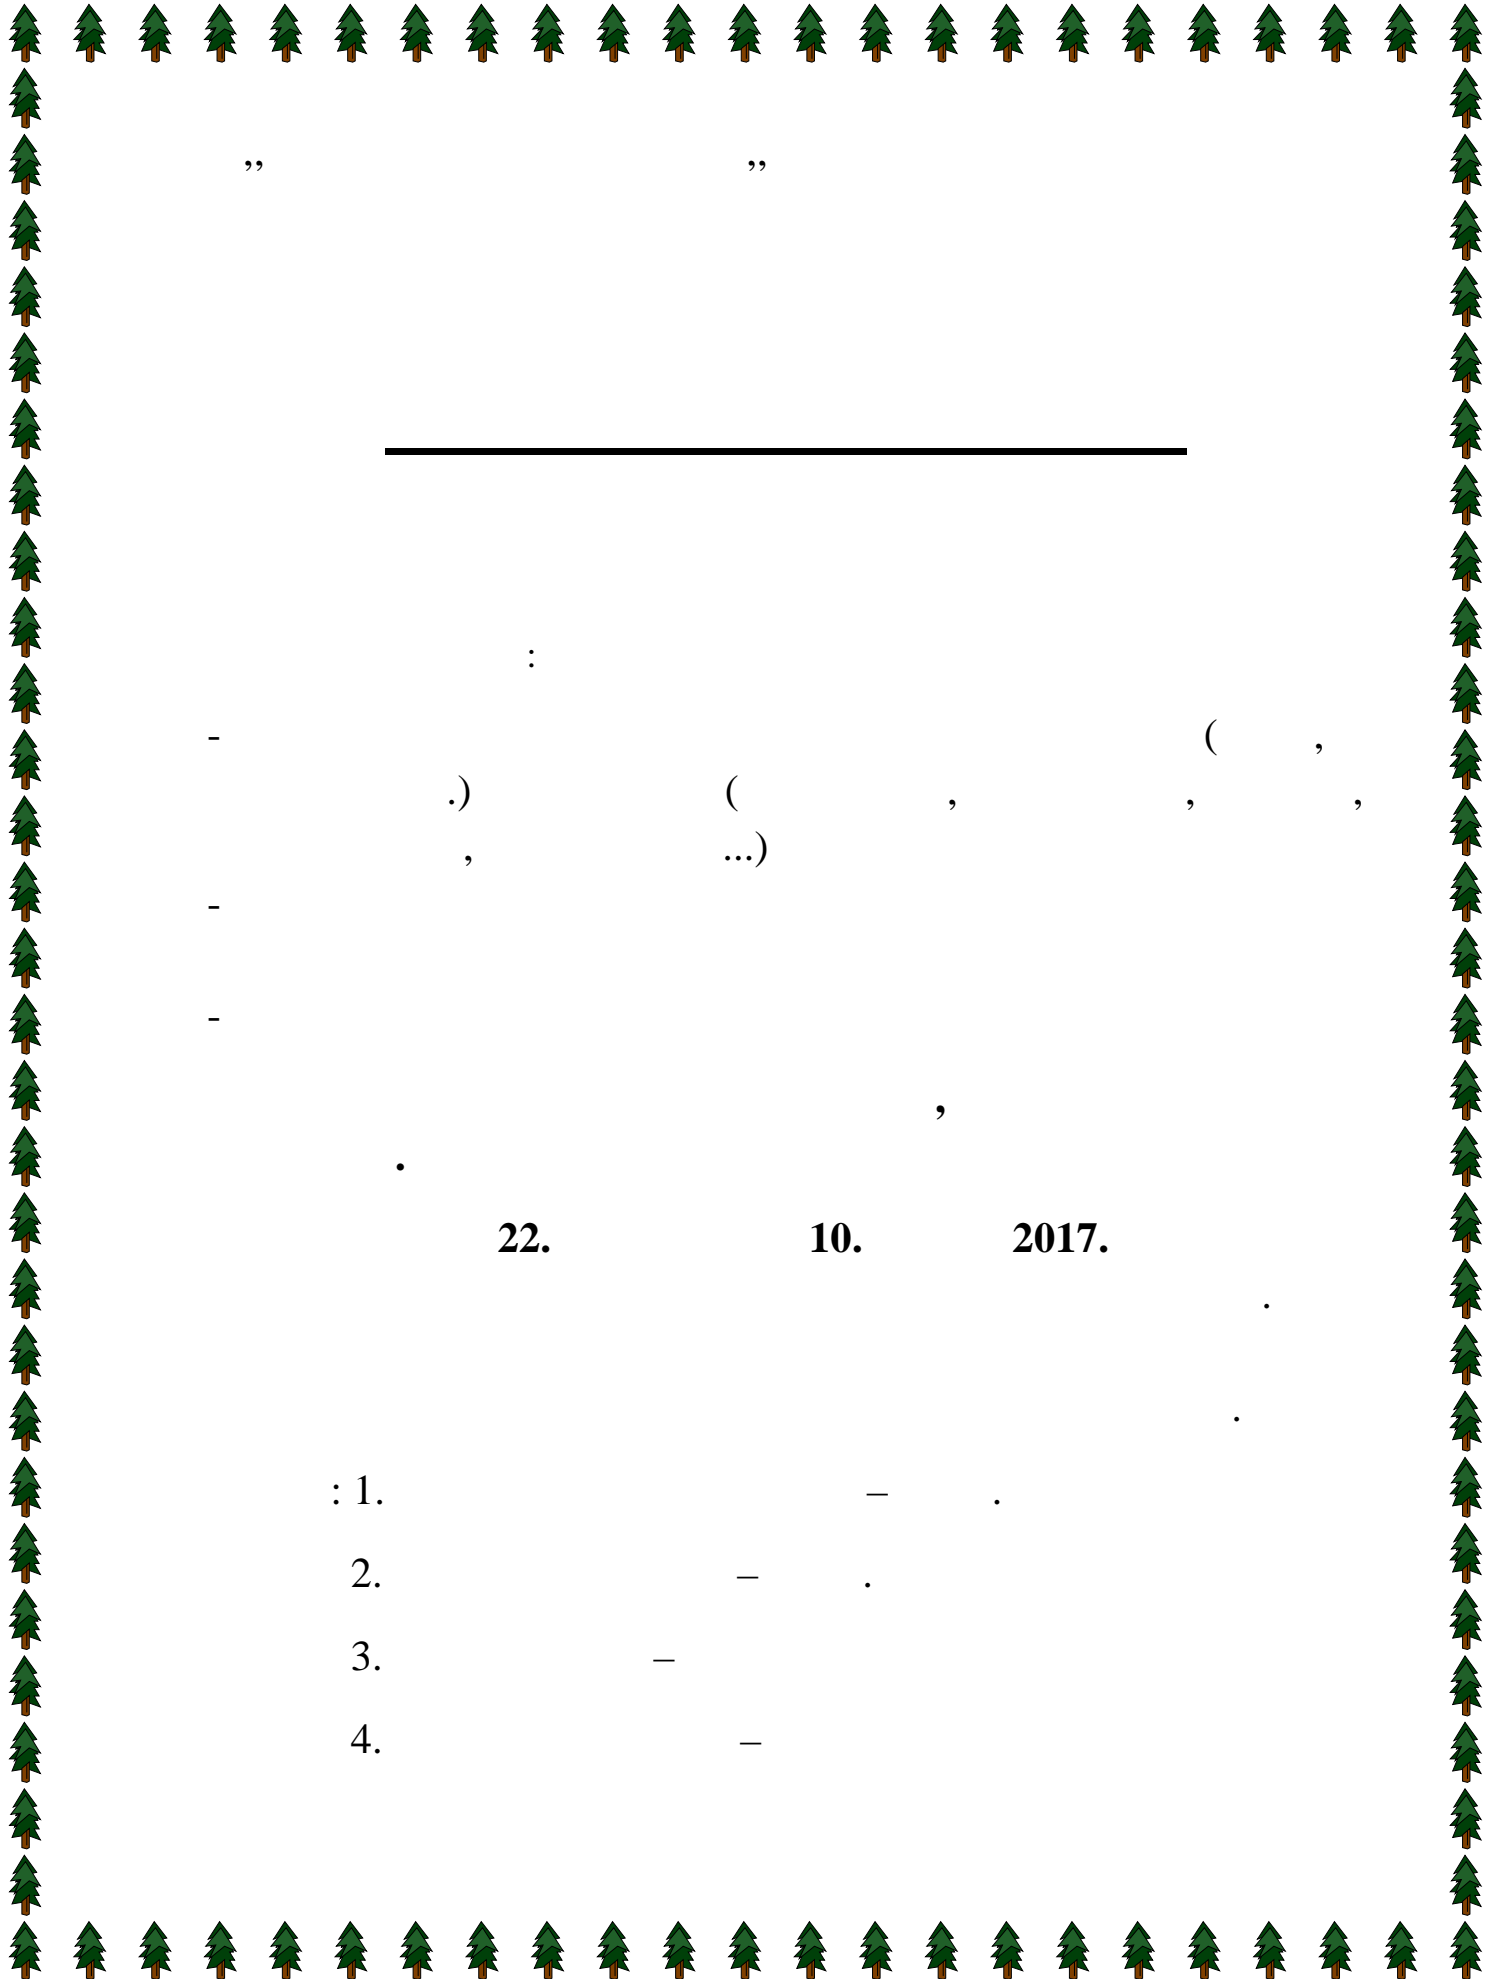 ,, ,,
:
- ( ,
.) ( , , ,
, ...)
-
-
,
.
22. 10. 2017.
.
.
: 1. – .
2. – .
3. –
4. –